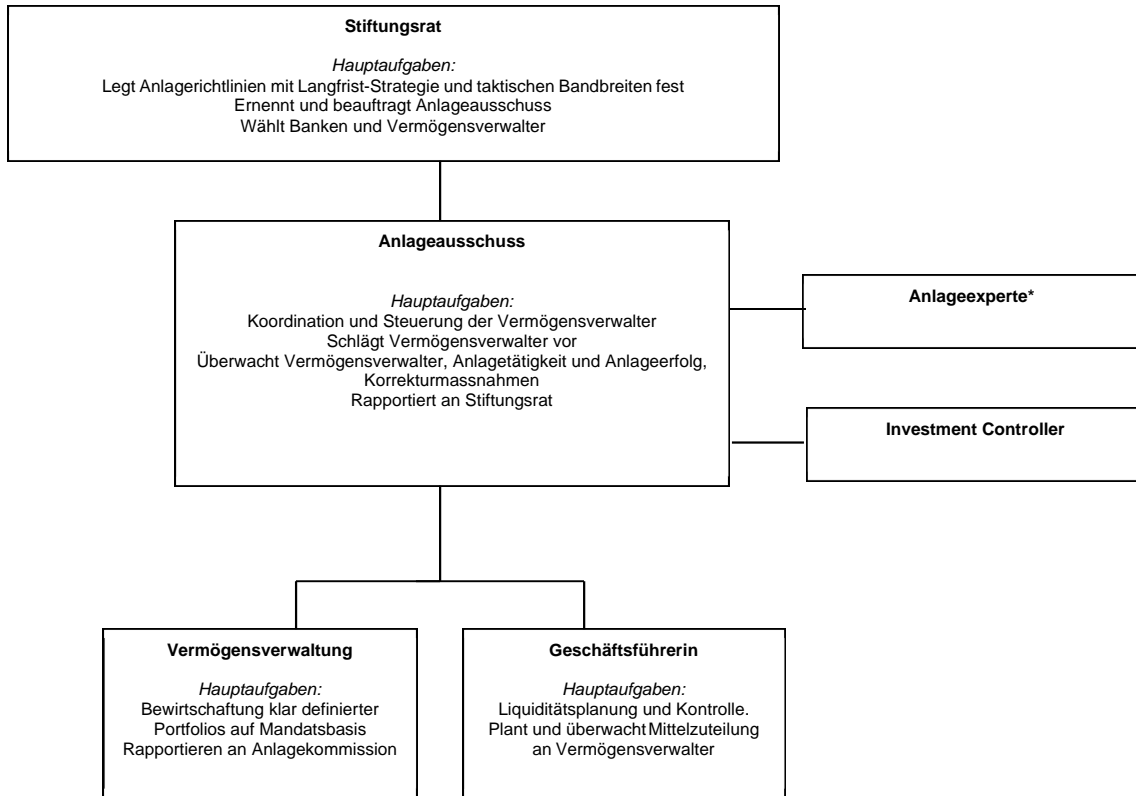 Stiftungsrat
Hauptaufgaben:
Legt Anlagerichtlinien mit Langfrist-Strategie und taktischen Bandbreiten fest
Ernennt und beauftragt Anlageausschuss
Wählt Banken und Vermögensverwalter
Anlageausschuss
Hauptaufgaben:
Koordination und Steuerung der Vermögensverwalter
Schlägt Vermögensverwalter vor
Überwacht Vermögensverwalter, Anlagetätigkeit und Anlageerfolg,
Korrekturmassnahmen
Rapportiert an Stiftungsrat
Anlageexperte*
Investment Controller
Vermögensverwaltung
Hauptaufgaben:
Bewirtschaftung klar definierter
Portfolios auf Mandatsbasis
Rapportieren an Anlagekommission
Geschäftsführerin
Hauptaufgaben:
Liquiditätsplanung und Kontrolle.
Plant und überwacht Mittelzuteilung
an Vermögensverwalter